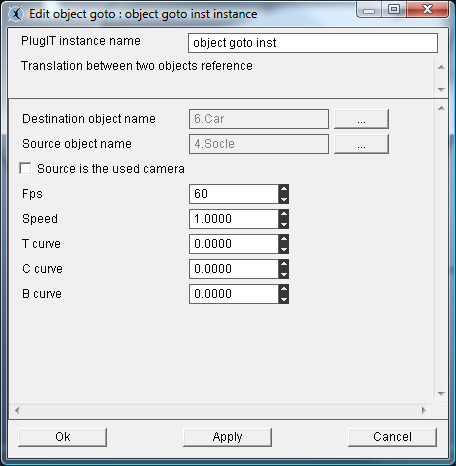 Edit object goto : object goto inst instance
PlugIT instance name object goto inst
Translation between two objects reference
Destination object name 6.Car ...
Source object name 4.Socle ...
Source is the used camera
Fps 60
Speed 1.0000
T curve 0.0000
C curve 0.0000
B curve 0.0000
Ok Apply Cancel